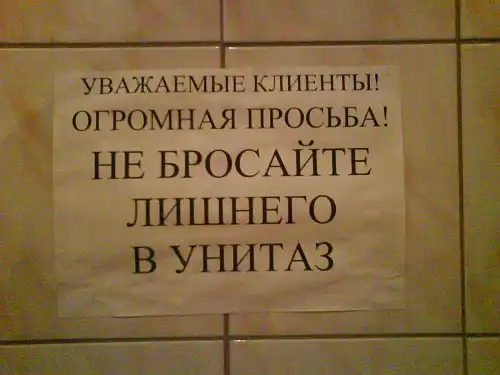 УВАЖАЕМЫЕ КЛИЕНТЫ!
ОГРОМНАЯ ПРОСЬБА!
НЕ БРОСАЙТЕ
ЛИШНЕГО
В УНИТАЗ